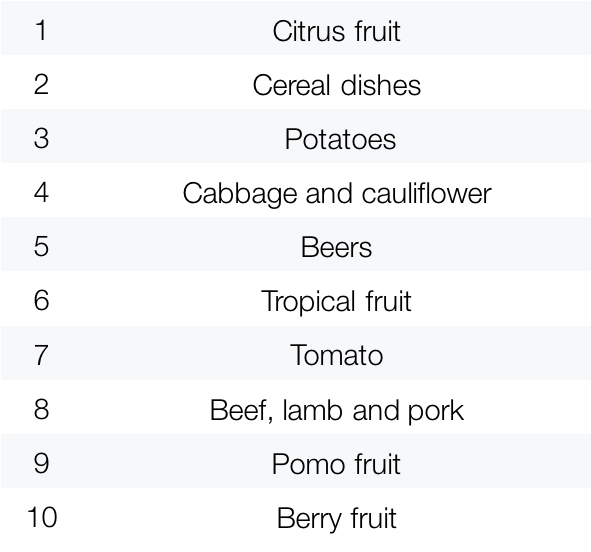 1 Citrus fruit
2 Cereal dishes
3 Potatoes
4 Cabbage and cauliflower
5 Beers
6 Tropical fruit
7 Tomato
8 Beef, lamb and pork
9 Pomo fruit
10 Berry fruit